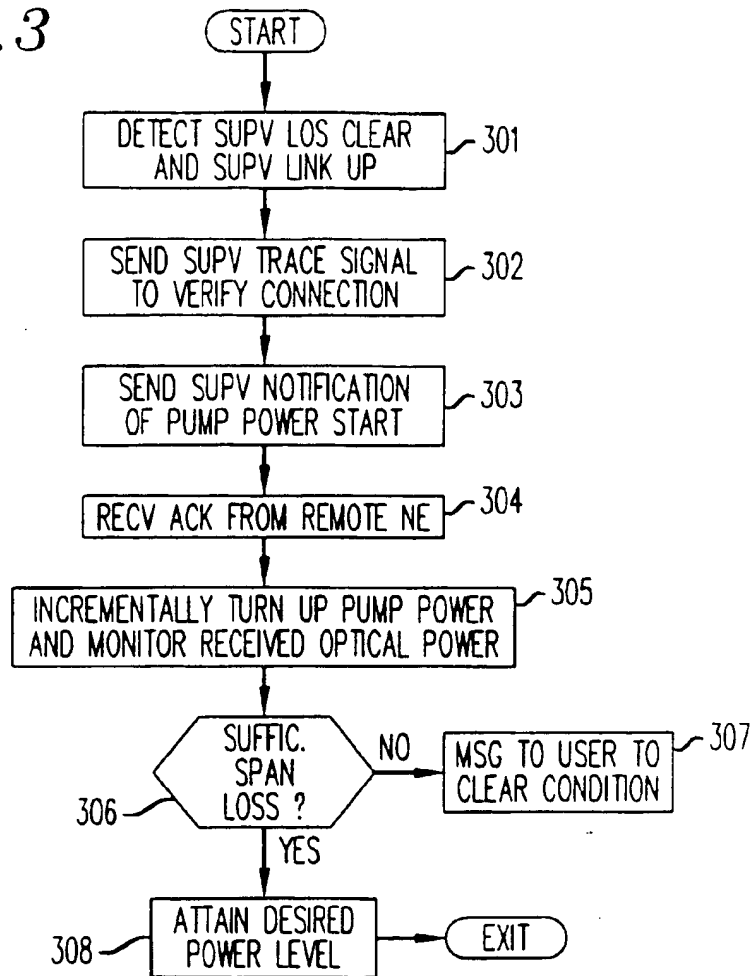 .3
START
DETECT SUPV LOS CLEAR
AND SUPV LINK UP
301
SEND SUPV TRACE SIGNAL
TO VERIFY CONNECTION
302
SEND SUPV NOTIFICATION
OF PUMP POWER START
303
RECV ACK FROM REMOTE NE
304
INCREMENTALLY TURN UP PUMP POWER
AND MONITOR RECEIVED OPTICAL POWER
305
SUFFIC.
SPAN
LOSS ?
306
NO
MSG TO USER TO
CLEAR CONDITION
307
YES
ATTAIN DESIRED
POWER LEVEL
308
EXIT